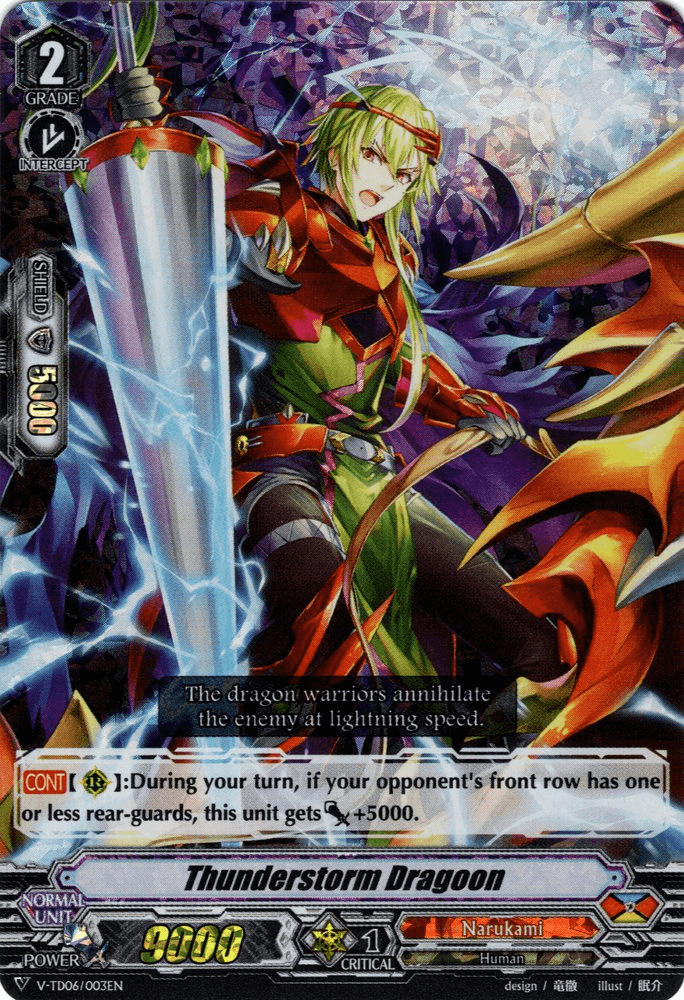 2
GRADE
INTERCEPT
SHIELD
5000
The dragon warriors annihilate
the enemy at lightning speed.
CONT【 R 】:During your turn, if your opponent's front row has one
or less rear-guards, this unit gets +5000.
Thunderstorm Dragoon
NORMAL
UNIT
POWER
9000
1
CRITICAL
Narukami
Human
V-TD06/003EN
design / 竜徹
illust / 眠介